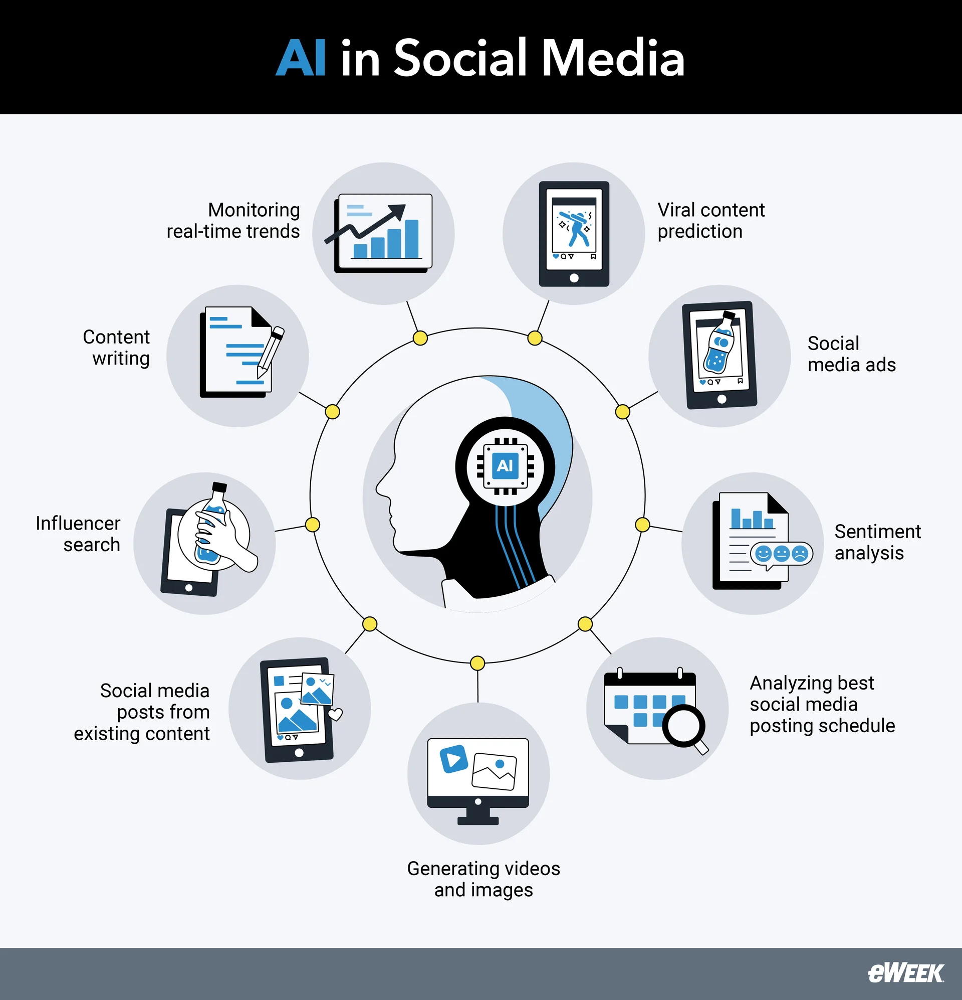 AI in Social Media
Monitoring
real-time trends
Viral content
prediction
Content
writing
Social
media ads
AI
Influencer
search
Sentiment
analysis
Social media
posts from
existing content
Analyzing best
social media
posting schedule
Generating videos
and images
eWEEK